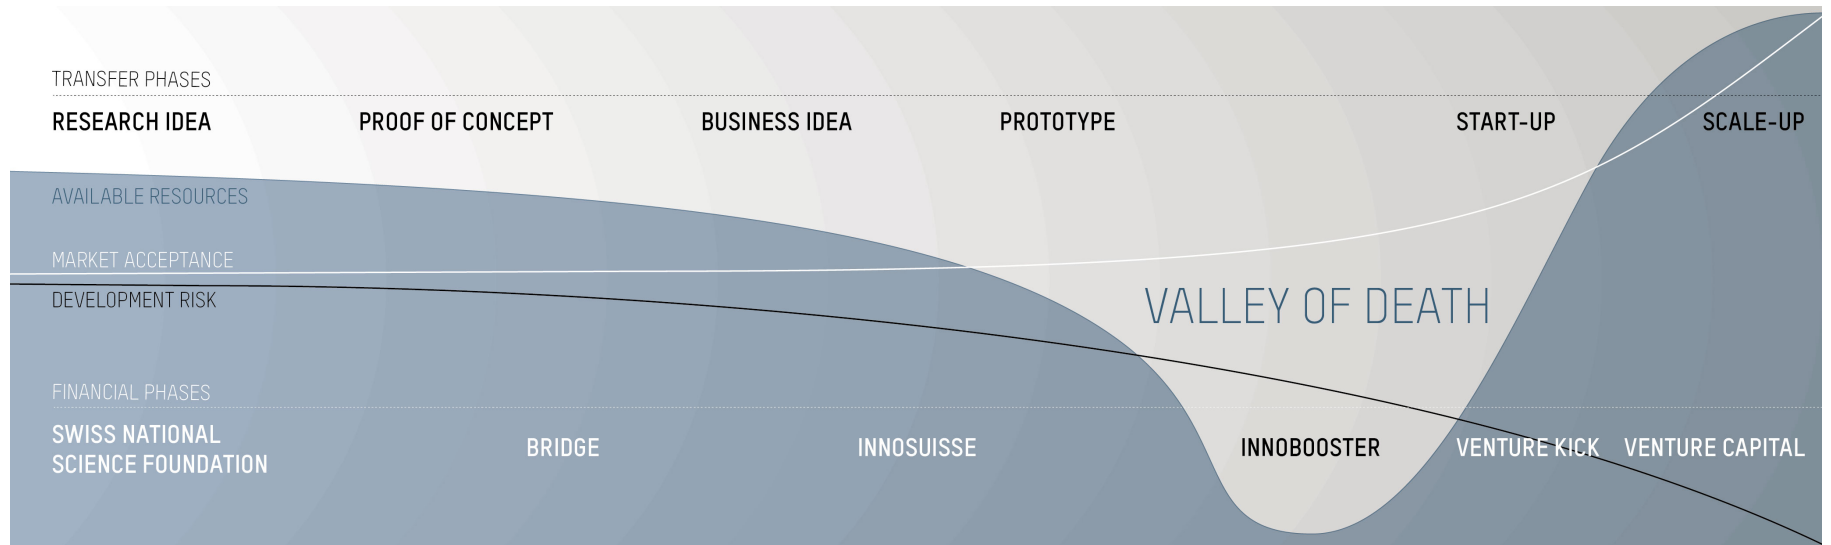 TRANSFER PHASES
RESEARCH IDEA PROOF OF CONCEPT BUSINESS IDEA PROTOTYPE START-UP SCALE-UP
AVAILABLE RESOURCES
MARKET ACCEPTANCE
DEVELOPMENT RISK
VALLEY OF DEATH
FINANCIAL PHASES
SWISS NATIONAL
SCIENCE FOUNDATION
BRIDGE INNOSUISSE INNOBOOSTER VENTURE KICK VENTURE CAPITAL